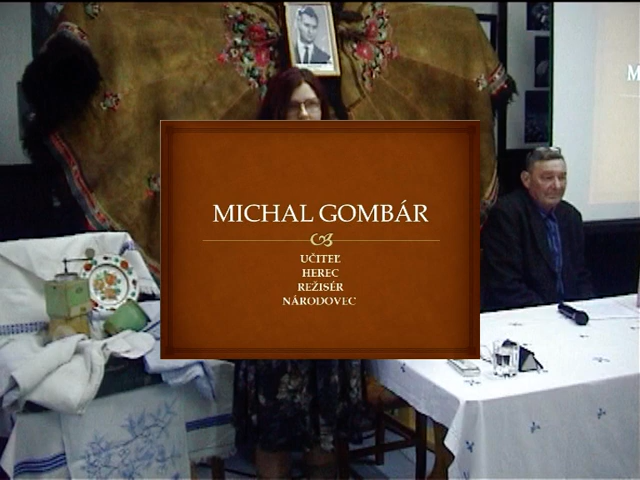 MICHAL GOMBÁR
UČITEĽ
HEREC
REŽISÉR
NÁRODOVEC
M